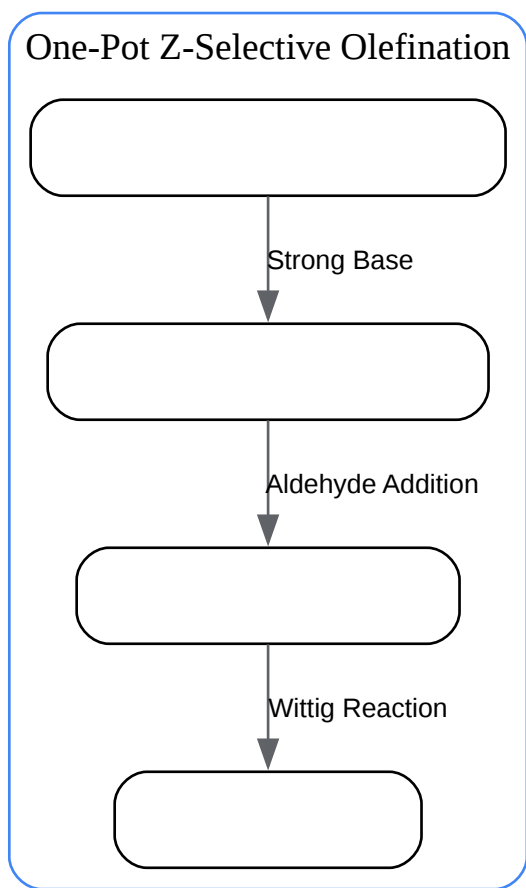 One-Pot Z-Selective Olefination
Strong Base
Aldehyde Addition
Wittig Reaction